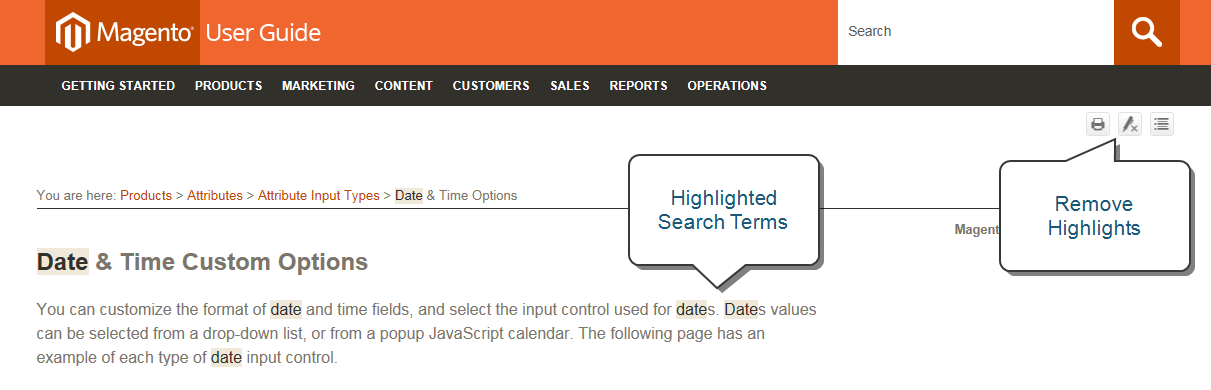 Magento® User Guide
Search
GETTING STARTED PRODUCTS MARKETING CONTENT CUSTOMERS SALES REPORTS OPERATIONS
You are here: Products > Attributes > Attribute Input Types > Date & Time Options
Highlighted
Search Terms
Remove
Highlights
Date & Time Custom Options
You can customize the format of date and time fields, and select the input control used for dates. Dates values
can be selected from a drop-down list, or from a popup JavaScript calendar. The following page has an
example of each type of date input control.